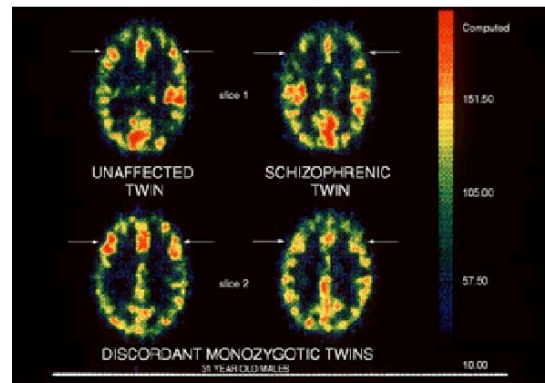 Computed
151.50
slice 1
UNAFFECTED
TWIN
SCHIZOPHRENIC
TWIN
105.00
slice 2
57.50
DISCORDANT MONOZYGOTIC TWINS
31 YEAR OLD MALES
10.00